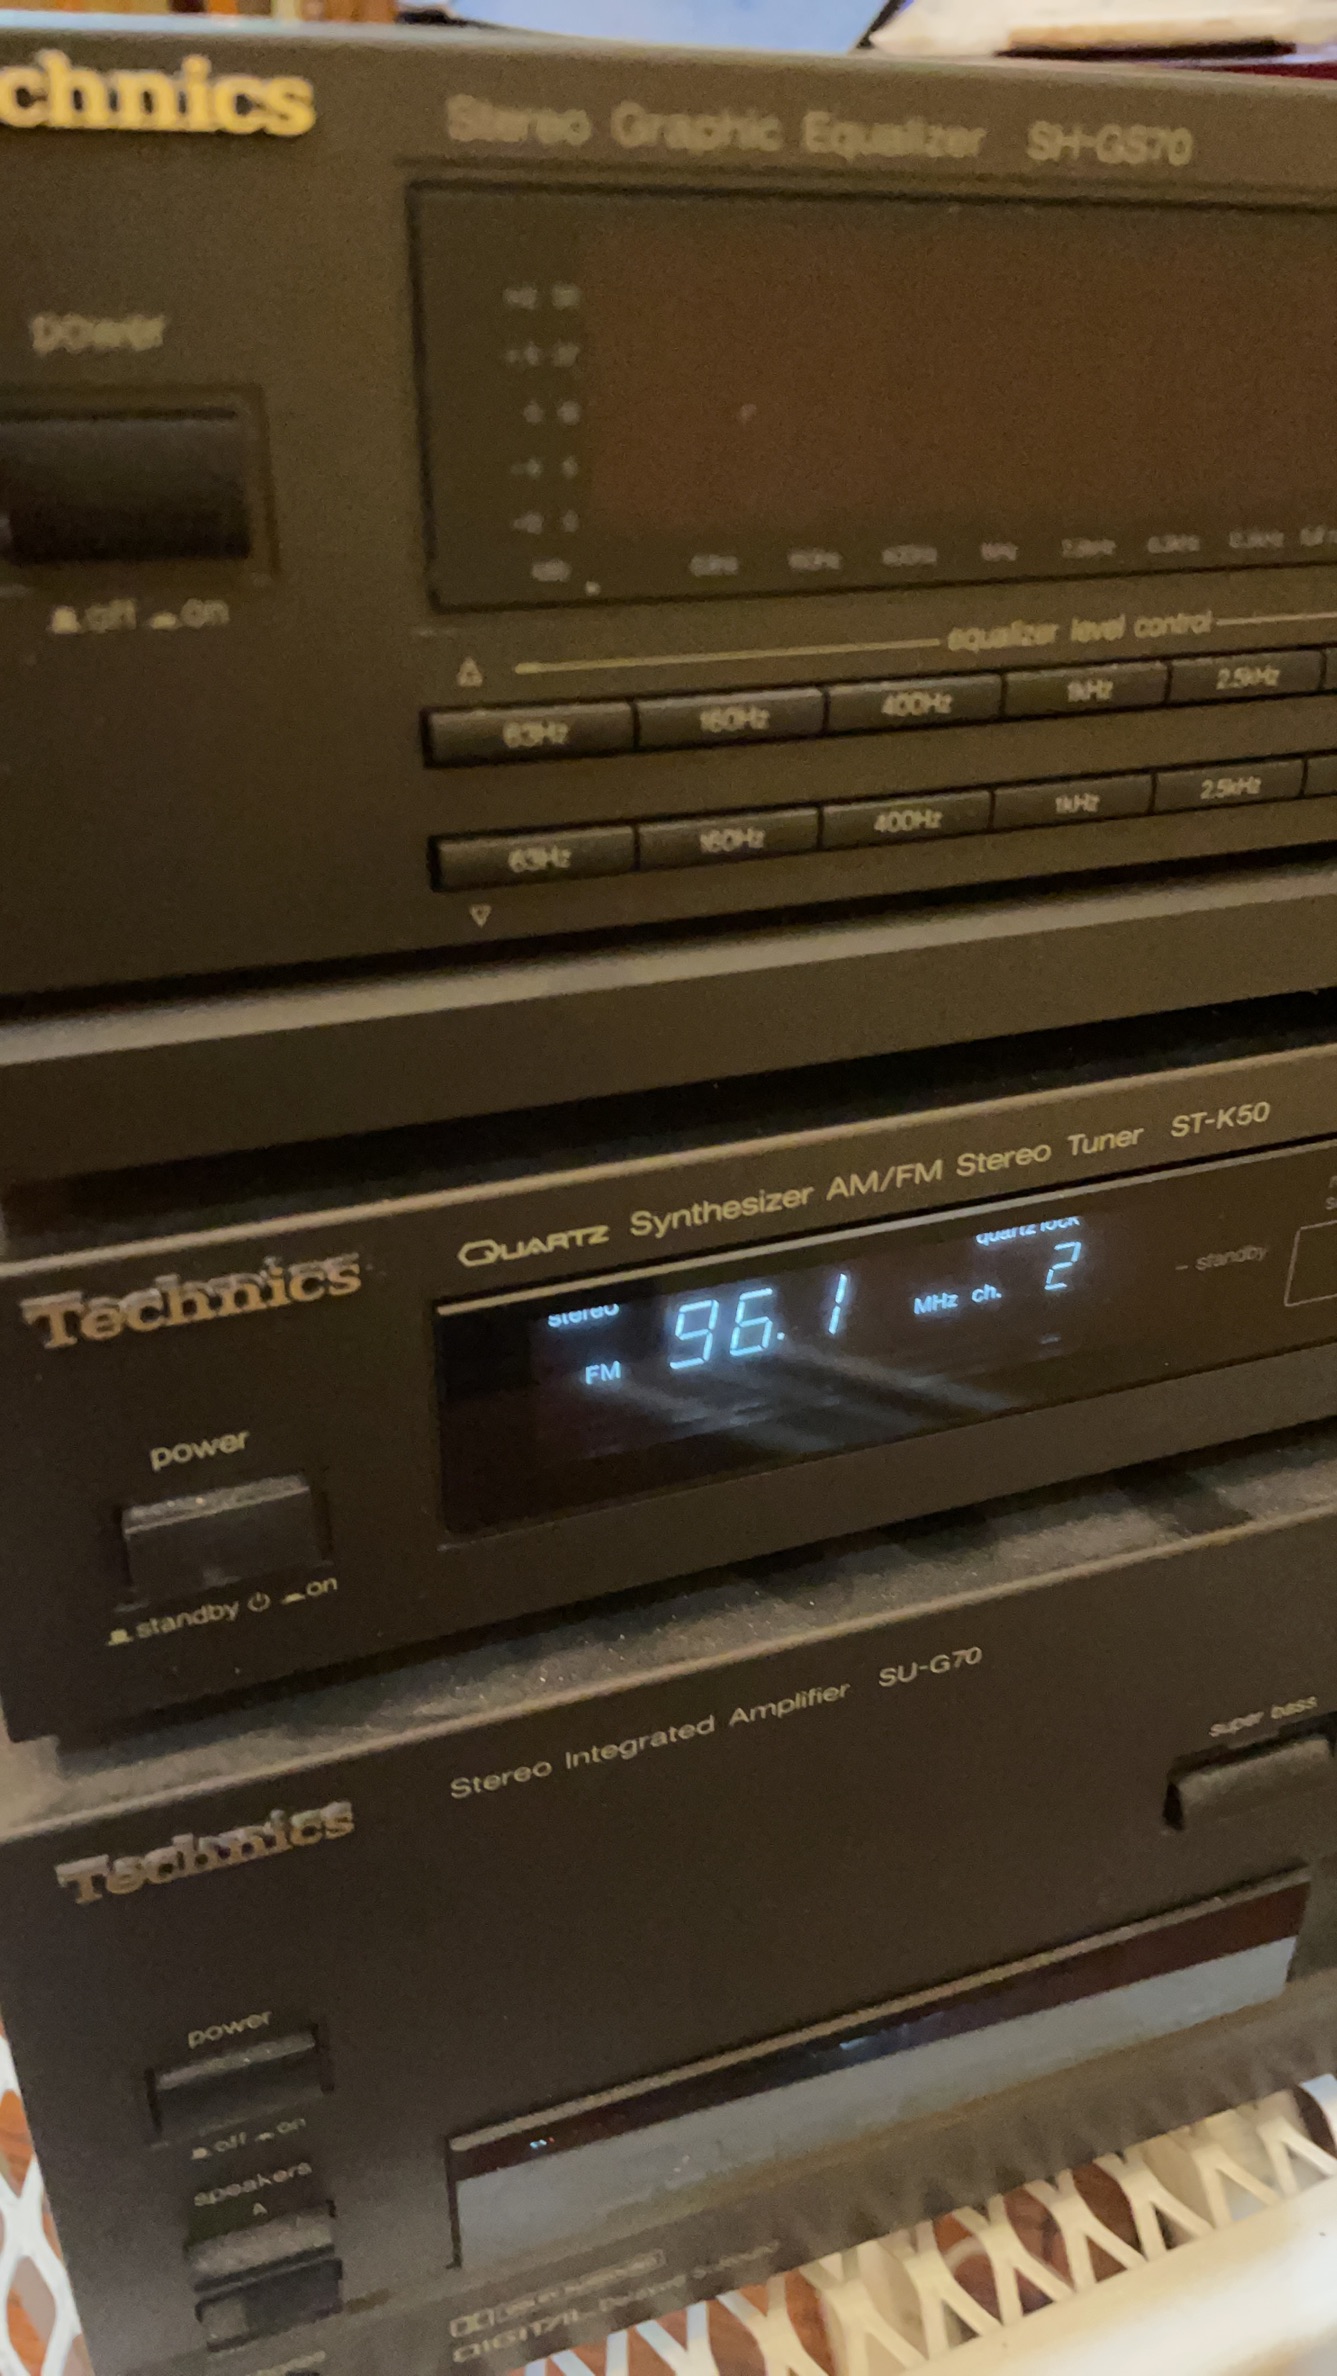 chnics
Stereo Graphic Equalizer SH-GS70
power
off on
equalizer level control
63Hz 160Hz 400Hz 1kHz 2.5kHz
63Hz 160Hz 400Hz 1kHz 2.5kHz
QUARTZ Synthesizer AM/FM Stereo Tuner ST-K50
Technics
quartz lock
stereo
FM 96.1 MHz ch. 2
standby
power
standby on
Stereo Integrated Amplifier SU-G70
super bass
Technics
power
off on
speakers
A
DIGITAL